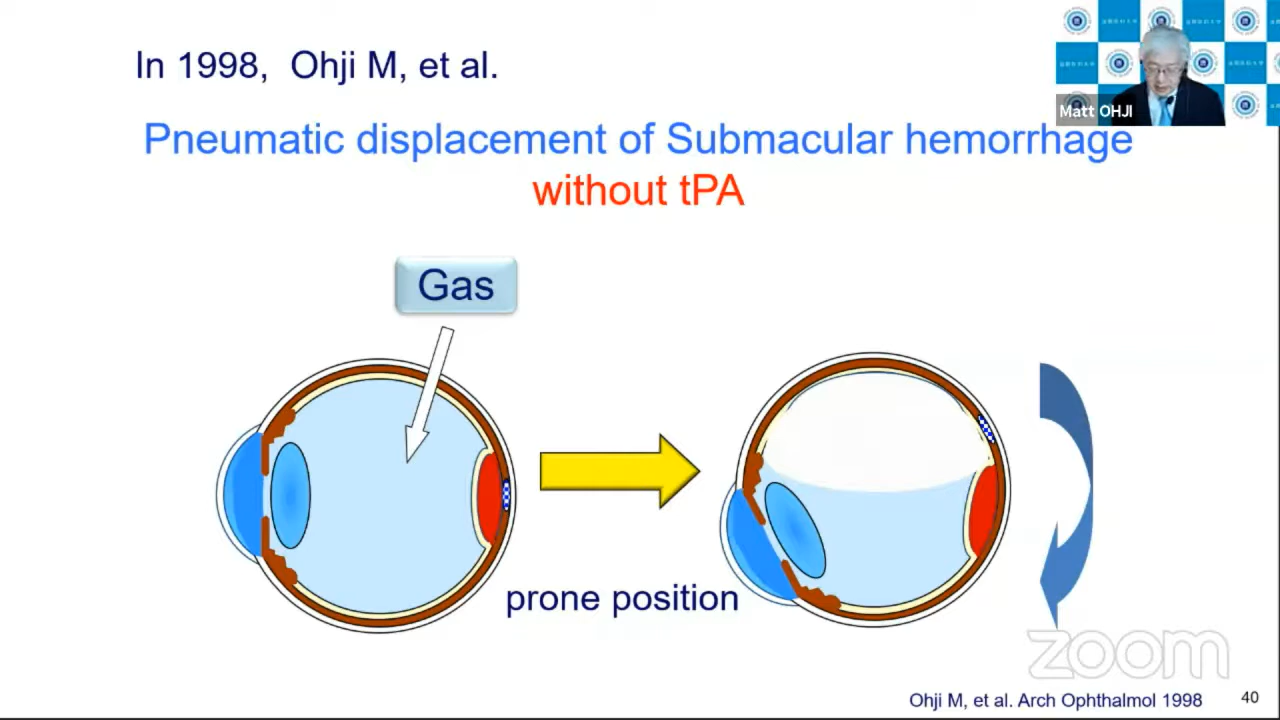 In 1998, Ohji M, et al.
Matt OHJI
Pneumatic displacement of Submacular hemorrhage
without tPA
Gas
prone position
zoom
Ohji M, et al. Arch Ophthalmol 1998
40